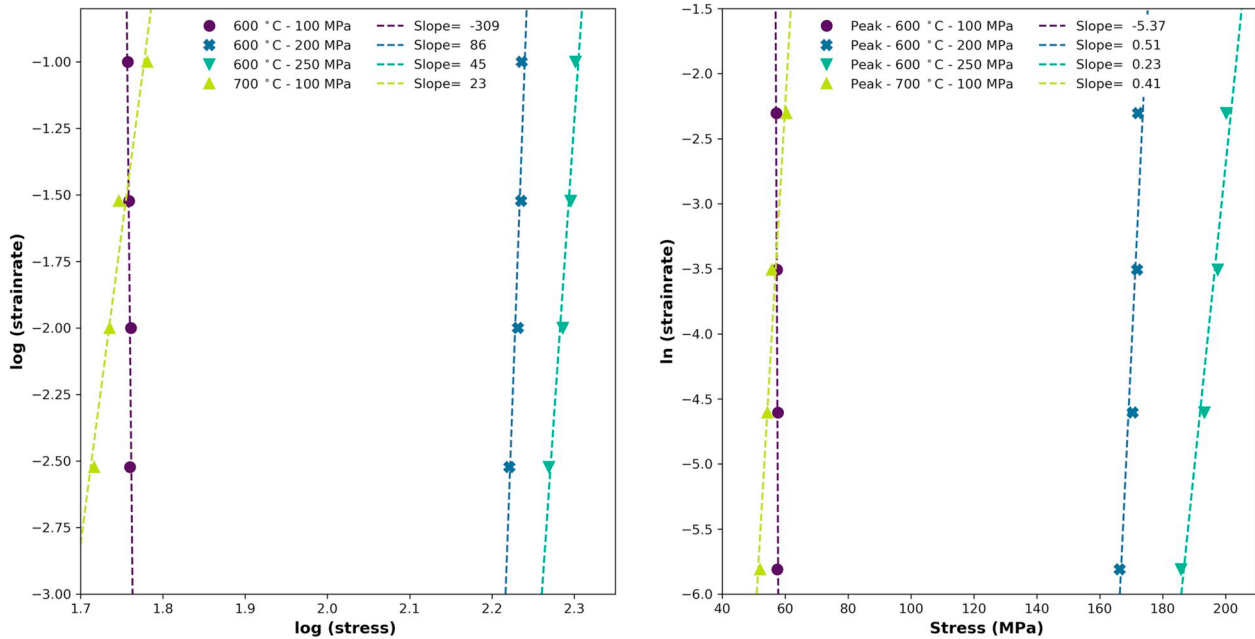 600 °C - 100 MPa Slope= -309
600 °C - 200 MPa Slope= 86
600 °C - 250 MPa Slope= 45
700 °C - 100 MPa Slope= 23
−1.00
−1.25
−1.50
−1.75
−2.00
−2.25
−2.50
−2.75
−3.00
log (strainrate)
1.7 1.8 1.9 2.0 2.1 2.2 2.3
log (stress)
Peak - 600 °C - 100 MPa Slope= -5.37
Peak - 600 °C - 200 MPa Slope= 0.51
Peak - 600 °C - 250 MPa Slope= 0.23
Peak - 700 °C - 100 MPa Slope= 0.41
−1.5
−2.0
−2.5
−3.0
−3.5
−4.0
−4.5
−5.0
−5.5
−6.0
ln (strainrate)
40 60 80 100 120 140 160 180 200
Stress (MPa)